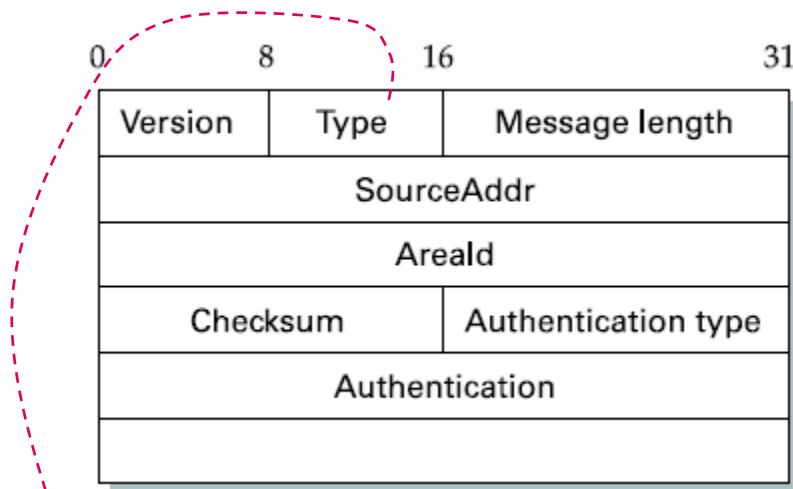 0 8 16 31
Version Type Message length
SourceAddr
AreaId
Checksum Authentication type
Authentication